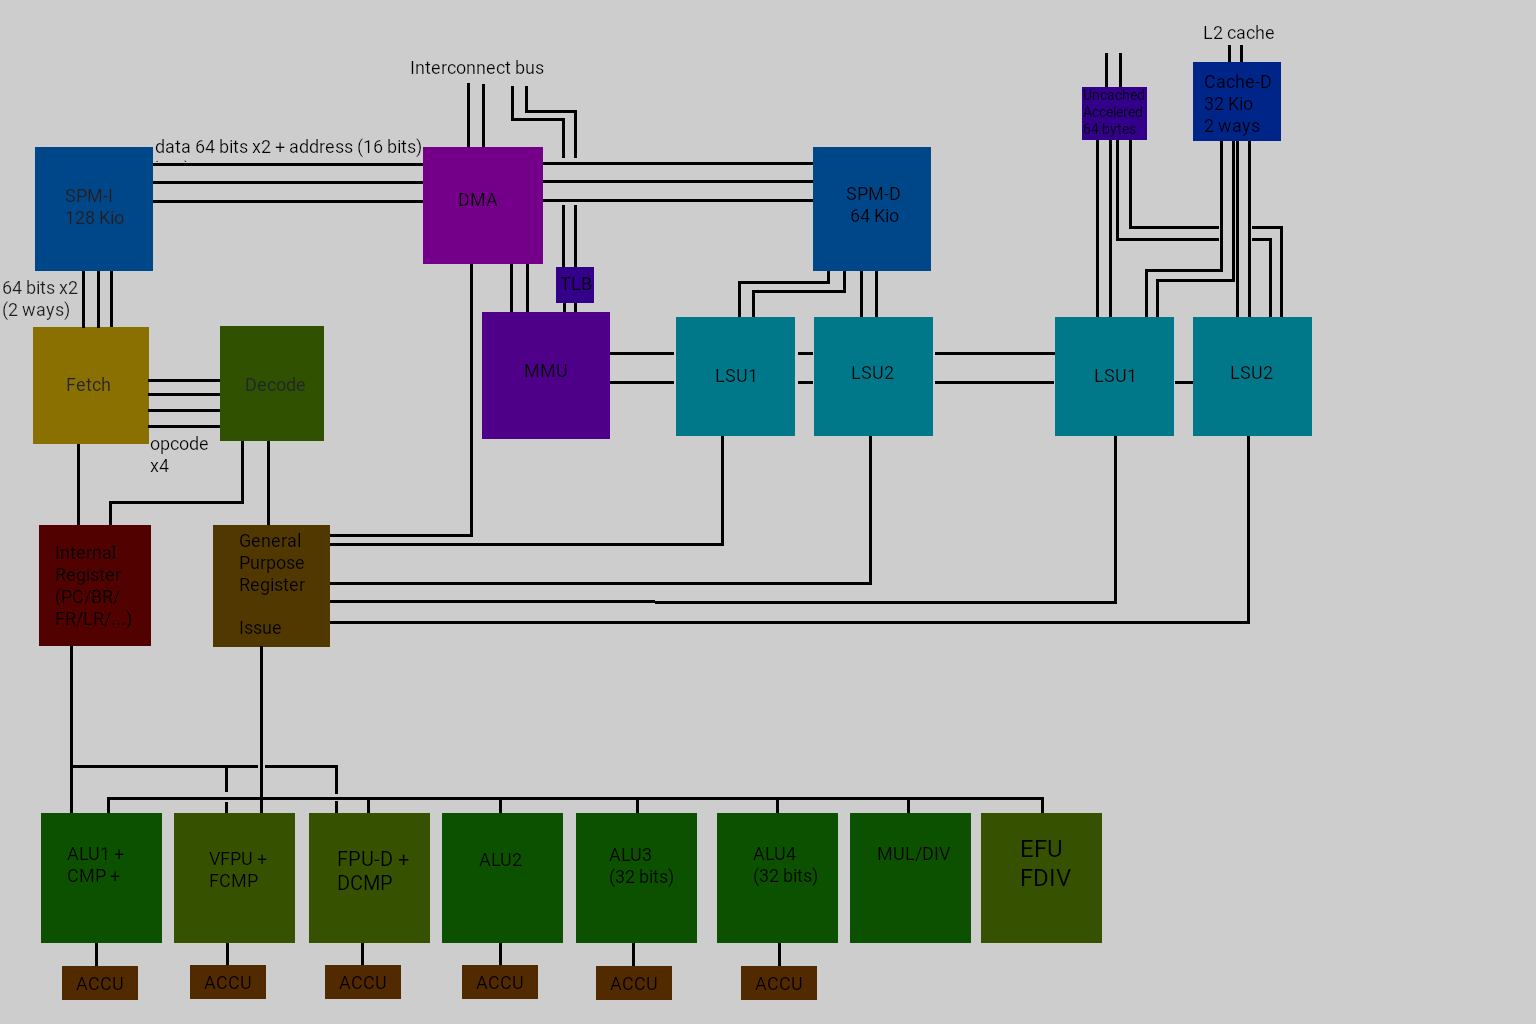 L2 cache
Interconnect bus
Cache-D
32 Kio
2 ways
Uncached
Accelered
64 bytes
data 64 bits x2 + address (16 bits)
SPM-I
128 Kio
DMA
SPM-D
64 Kio
64 bits x2
(2 ways)
TLB
Fetch
Decode
MMU
LSU1
LSU2
LSU1
LSU2
opcode
x4
Internal
Register
(PC/BR/
FR/LR/...)
General
Purpose
Register
Issue
ALU1 +
CMP +
VFPU +
FCMP
FPU-D +
DCMP
ALU2
ALU3
(32 bits)
ALU4
(32 bits)
MUL/DIV
EFU
FDIV
ACCU
ACCU
ACCU
ACCU
ACCU
ACCU